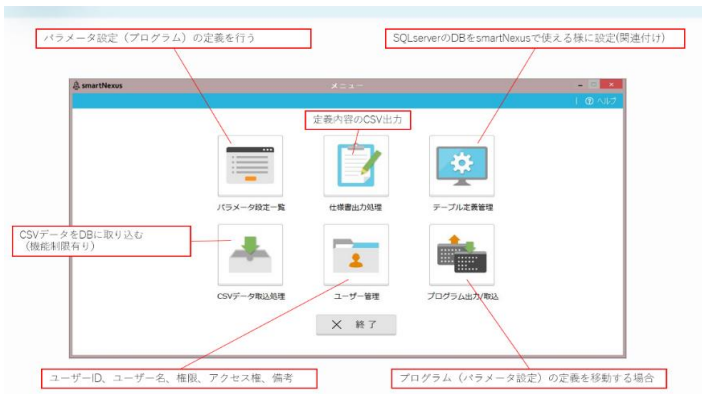 パラメータ設定（プログラム）の定義を行う
SQLserverのDBをsmartNexusで使える様に設定(関連付け)
smartNexus
メニュー
ヘルプ
定義内容のCSV出力
パラメータ設定一覧
仕様書出力処理
テーブル定義管理
CSVデータをDBに取り込む
（機能制限有り）
CSVデータ取込処理
ユーザー管理
プログラム出力/取込
終了
ユーザーID、ユーザー名、権限、アクセス権、備考
プログラム（パラメータ設定）の定義を移動する場合